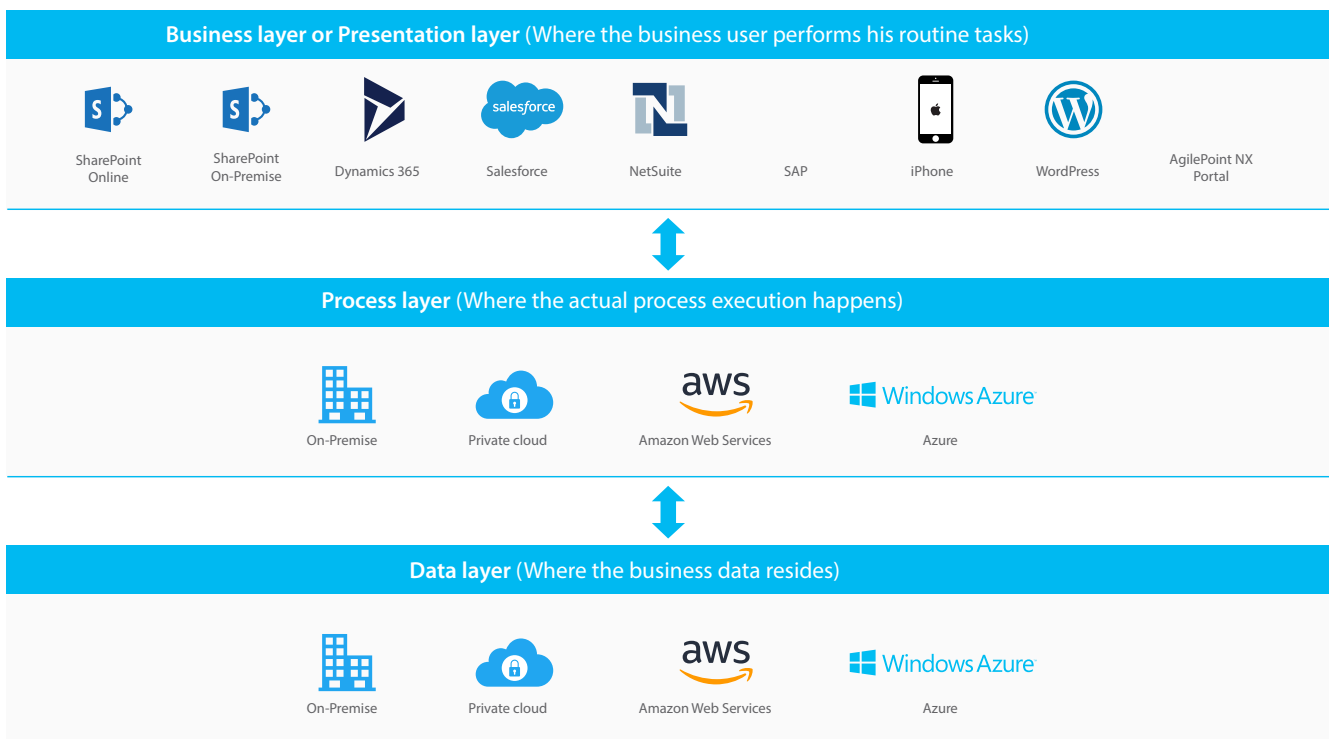 Business layer or Presentation layer (Where the business user performs his routine tasks)
S
S
salesforce
N
SharePoint
Online
SharePoint
On-Premise
Dynamics 365
Salesforce
NetSuite
SAP
iPhone
WordPress
AgilePoint NX
Portal
Process layer (Where the actual process execution happens)
aws
Windows Azure
On-Premise
Private cloud
Amazon Web Services
Azure
Data layer (Where the business data resides)
aws
Windows Azure
On-Premise
Private cloud
Amazon Web Services
Azure